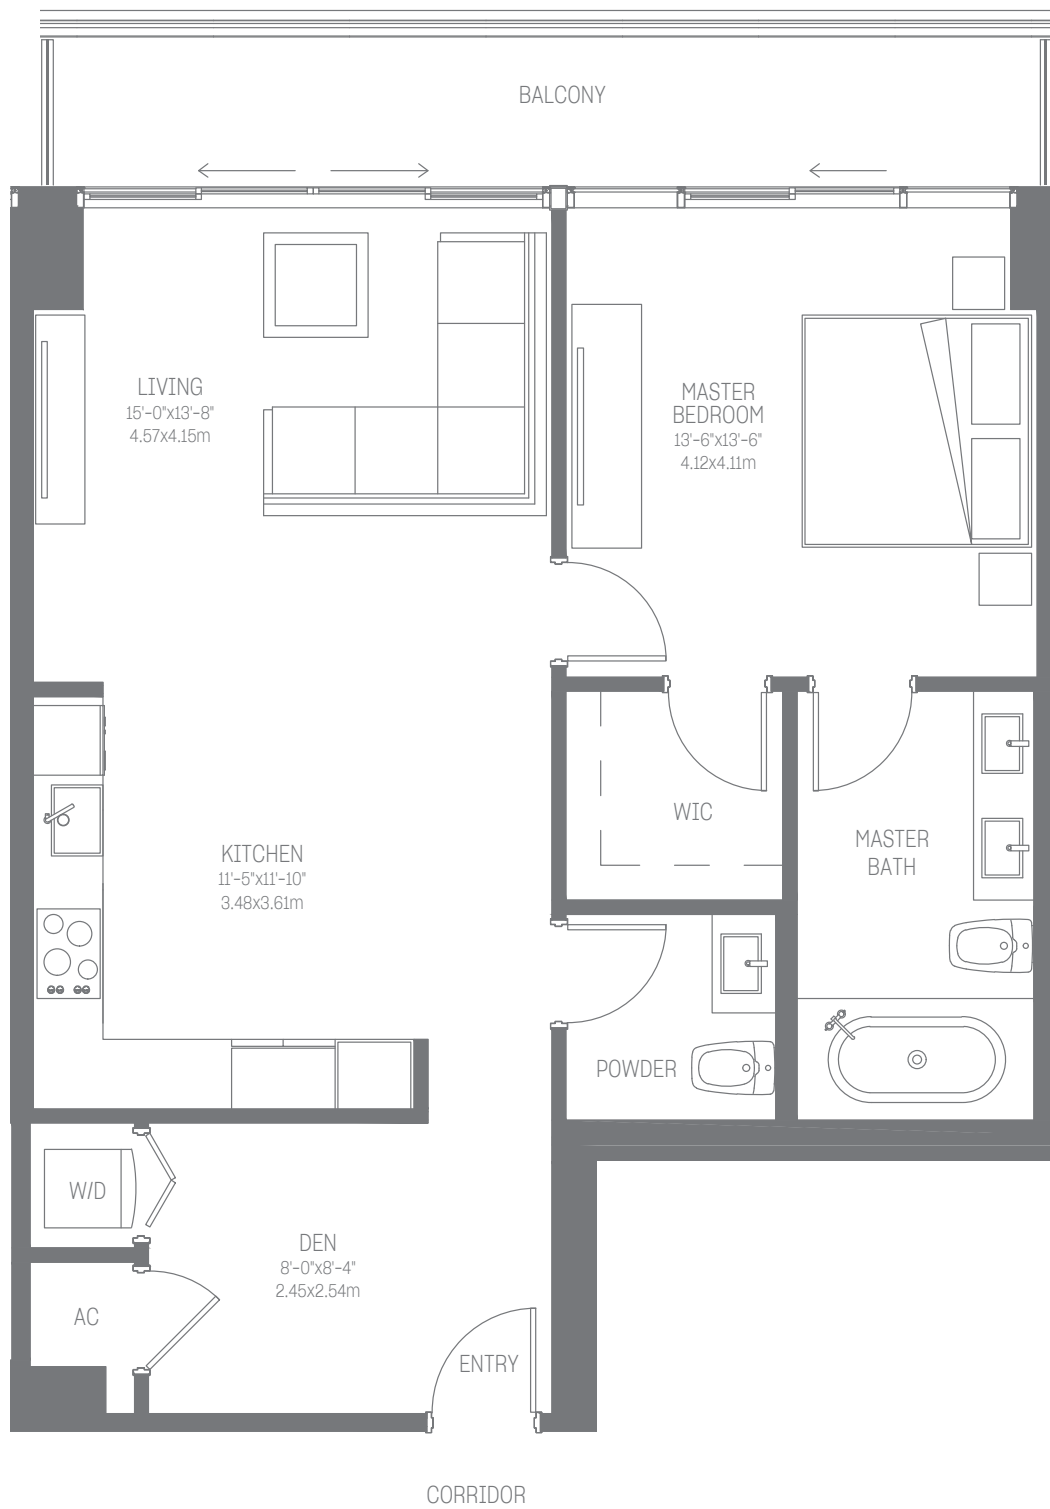 BALCONY
LIVING
15'-0"x13'-8"
4.57x4.15m
MASTER
BEDROOM
13'-6"x13'-6"
4.12x4.11m
WIC
MASTER
BATH
KITCHEN
11'-5"x11'-10"
3.48x3.61m
POWDER
W/D
DEN
8'-0"x8'-4"
2.45x2.54m
AC
ENTRY
CORRIDOR